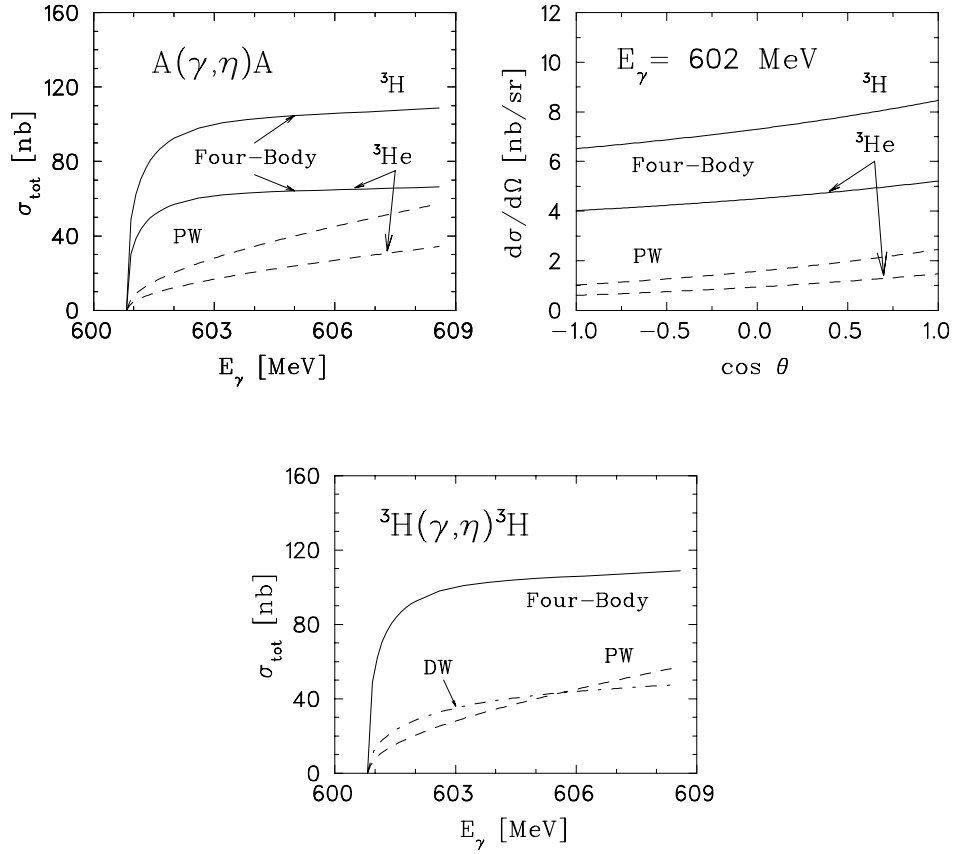 A(γ,η)A
³H
Four−Body
³He
PW
160
120
80
40
0
σ_tot [nb]
600 603 606 609
E_γ [MeV]
E_γ= 602 MeV
³H
³He
Four−Body
PW
12
10
8
6
4
2
0
dσ/dΩ [nb/sr]
−1.0 −0.5 0.0 0.5 1.0
cos θ
³H(γ,η)³H
Four−Body
PW
DW
160
120
80
40
0
σ_tot [nb]
600 603 606 609
E_γ [MeV]